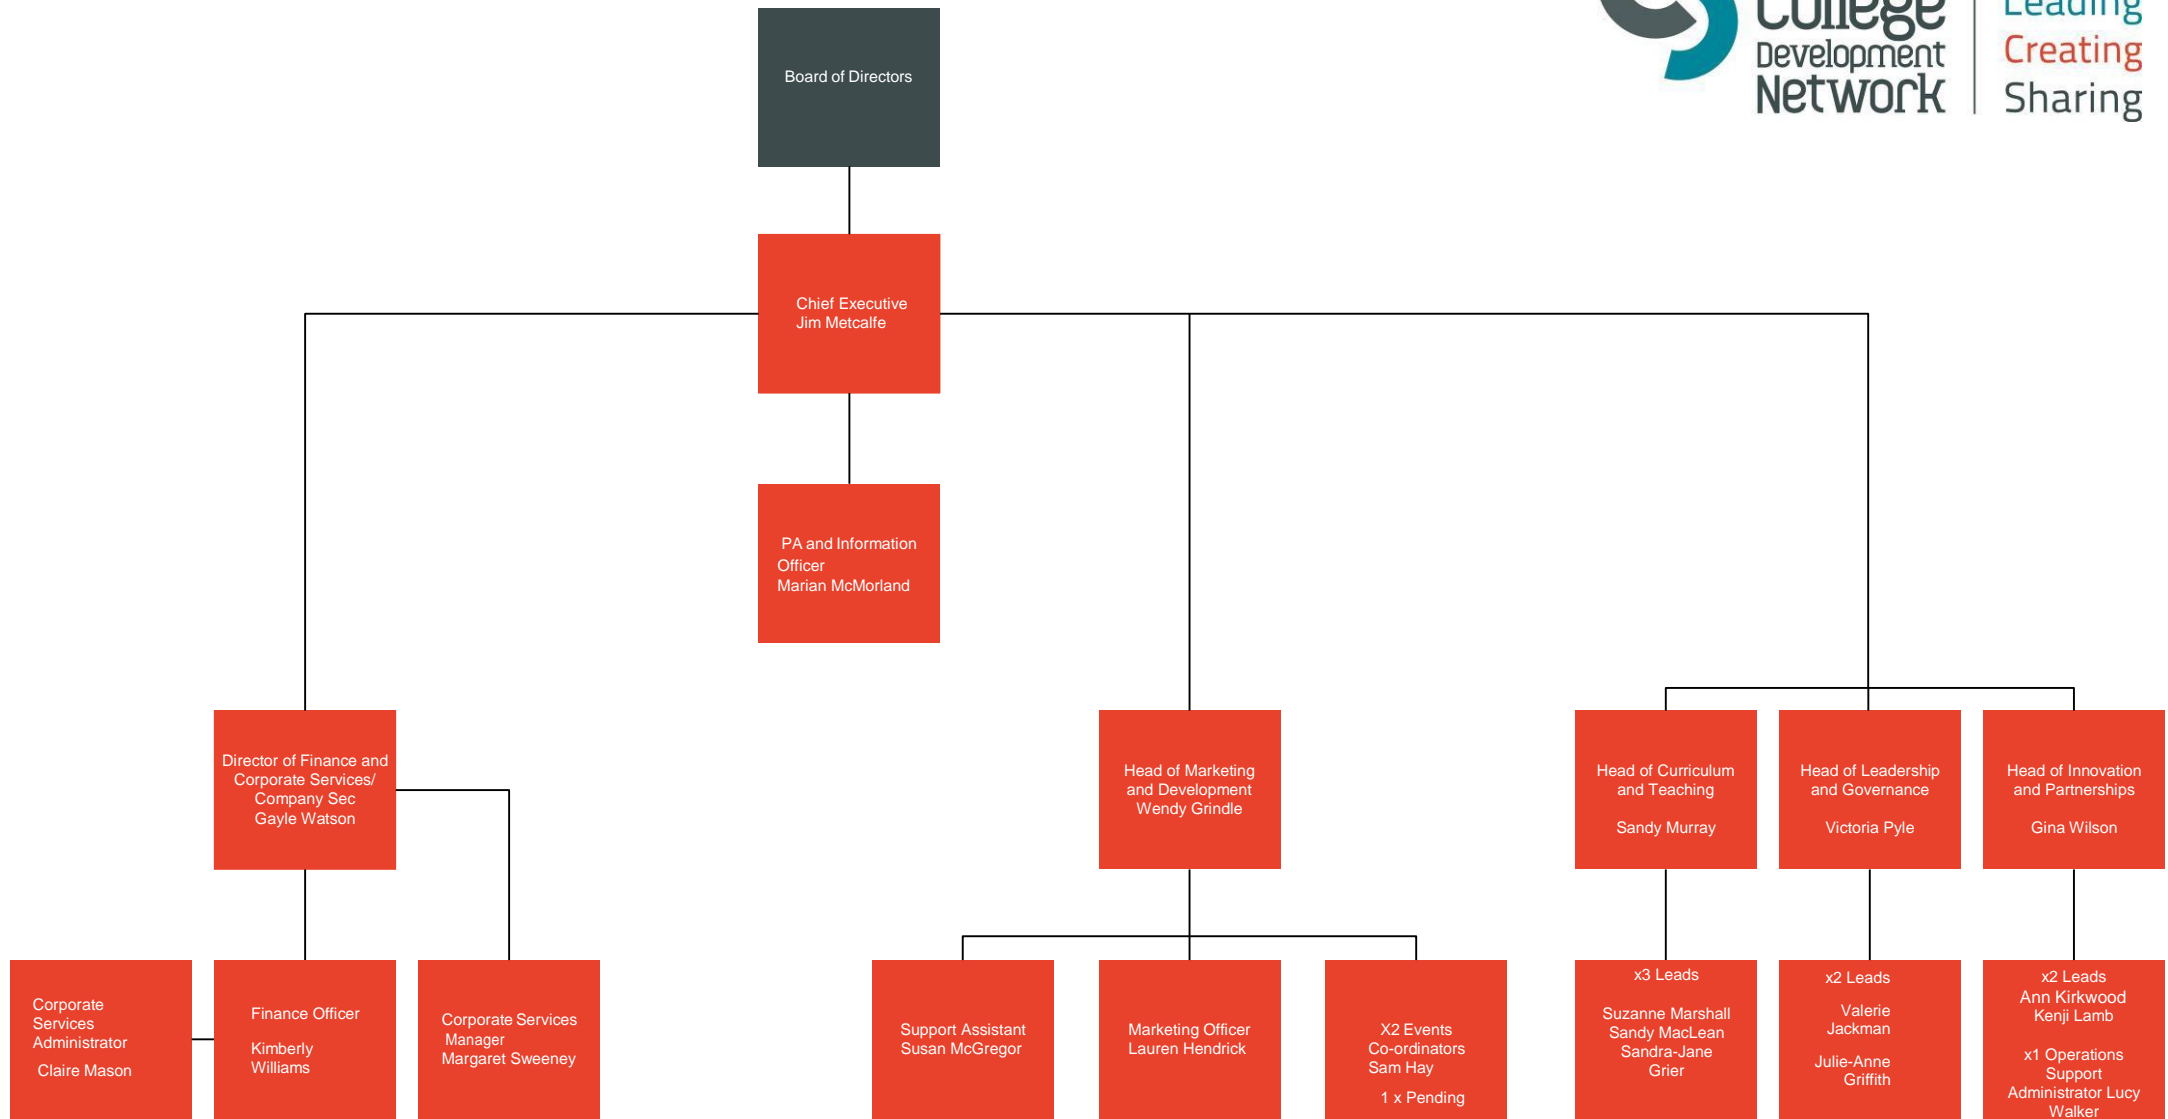 College
Development
Network
Leading
Creating
Sharing
Board of Directors
Chief Executive
Jim Metcalfe
PA and Information
Officer
Marian McMorland
Director of Finance and
Corporate Services/
Company Sec
Gayle Watson
Head of Marketing
and Development
Wendy Grindle
Head of Curriculum
and Teaching
Sandy Murray
Head of Leadership
and Governance
Victoria Pyle
Head of Innovation
and Partnerships
Gina Wilson
Corporate
Services
Administrator
Claire Mason
Finance Officer
Kimberly
Williams
Corporate Services
Manager
Margaret Sweeney
Support Assistant
Susan McGregor
Marketing Officer
Lauren Hendrick
X2 Events
Co-ordinators
Sam Hay
1 x Pending
x3 Leads
Suzanne Marshall
Sandy MacLean
Sandra-Jane
Grier
x2 Leads
Valerie
Jackman
Julie-Anne
Griffith
x2 Leads
Ann Kirkwood
Kenji Lamb
x1 Operations
Support
Administrator Lucy
Walker